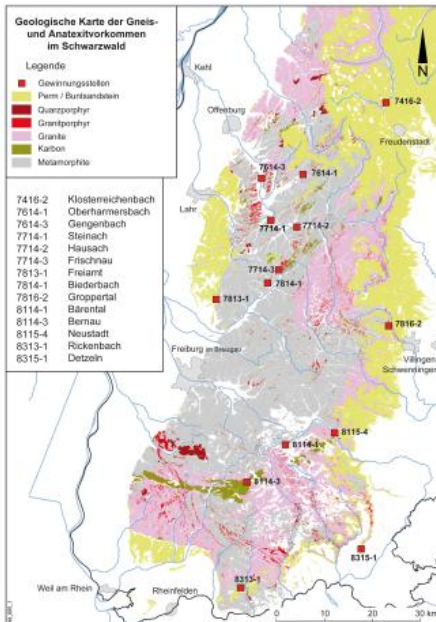 Geologische Karte der Gneis-
und Anatexitvorkommen
im Schwarzwald
Legende
Gewinnungsstellen
Perm / Buntsandstein
Quarzporphyr
Granitporphyr
Granite
Karbon
Metamorphite
7416-2 Klosterreichenbach
7614-1 Oberharmersbach
7614-3 Gengenbach
7714-1 Steinach
7714-2 Hausach
7714-3 Frischnau
7813-1 Freiamt
7814-1 Biederbach
7816-2 Groppertal
8114-1 Bärental
8114-3 Bernau
8115-4 Neustadt
8313-1 Rickenbach
8315-1 Detzeln
N
Kehl
7416-2
Offenburg
Freudenstadt
7614-3
7614-1
Lahr
7714-1
7714-2
7714-3
7814-1
7813-1
7816-2
Freiburg im Breisgau
Villingen
Schwenningen
8115-4
8114-1
8114-3
8315-1
8313-1
Weil am Rhein
Rheinfelden
0 10 20 30 km